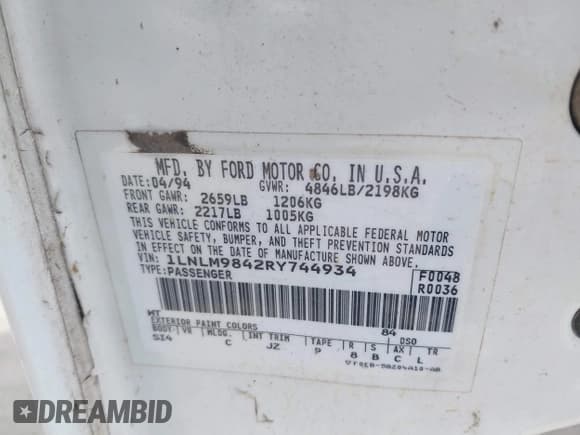 MFD. BY FORD MOTOR CO. IN U.S.A.
DATE: 04/94 GVWR: 4846LB/2198KG
FRONT GAWR: 2659LB 1206KG
REAR GAWR: 2217LB 1005KG
THIS VEHICLE CONFORMS TO ALL APPLICABLE FEDERAL MOTOR
VEHICLE SAFETY, BUMPER, AND THEFT PREVENTION STANDARDS
IN EFFECT ON THE DATE OF MANUFACTURE SHOWN ABOVE.
VIN: 1LNLM9842RY744934
TYPE: PASSENGER
F0048
R0036
WT 84
EXTERIOR PAINT COLORS DSO
BODY VR MLDG. INT TRIM TAPE R S AX TR
SI4 C JZ P 8 B C L
DREAMBID